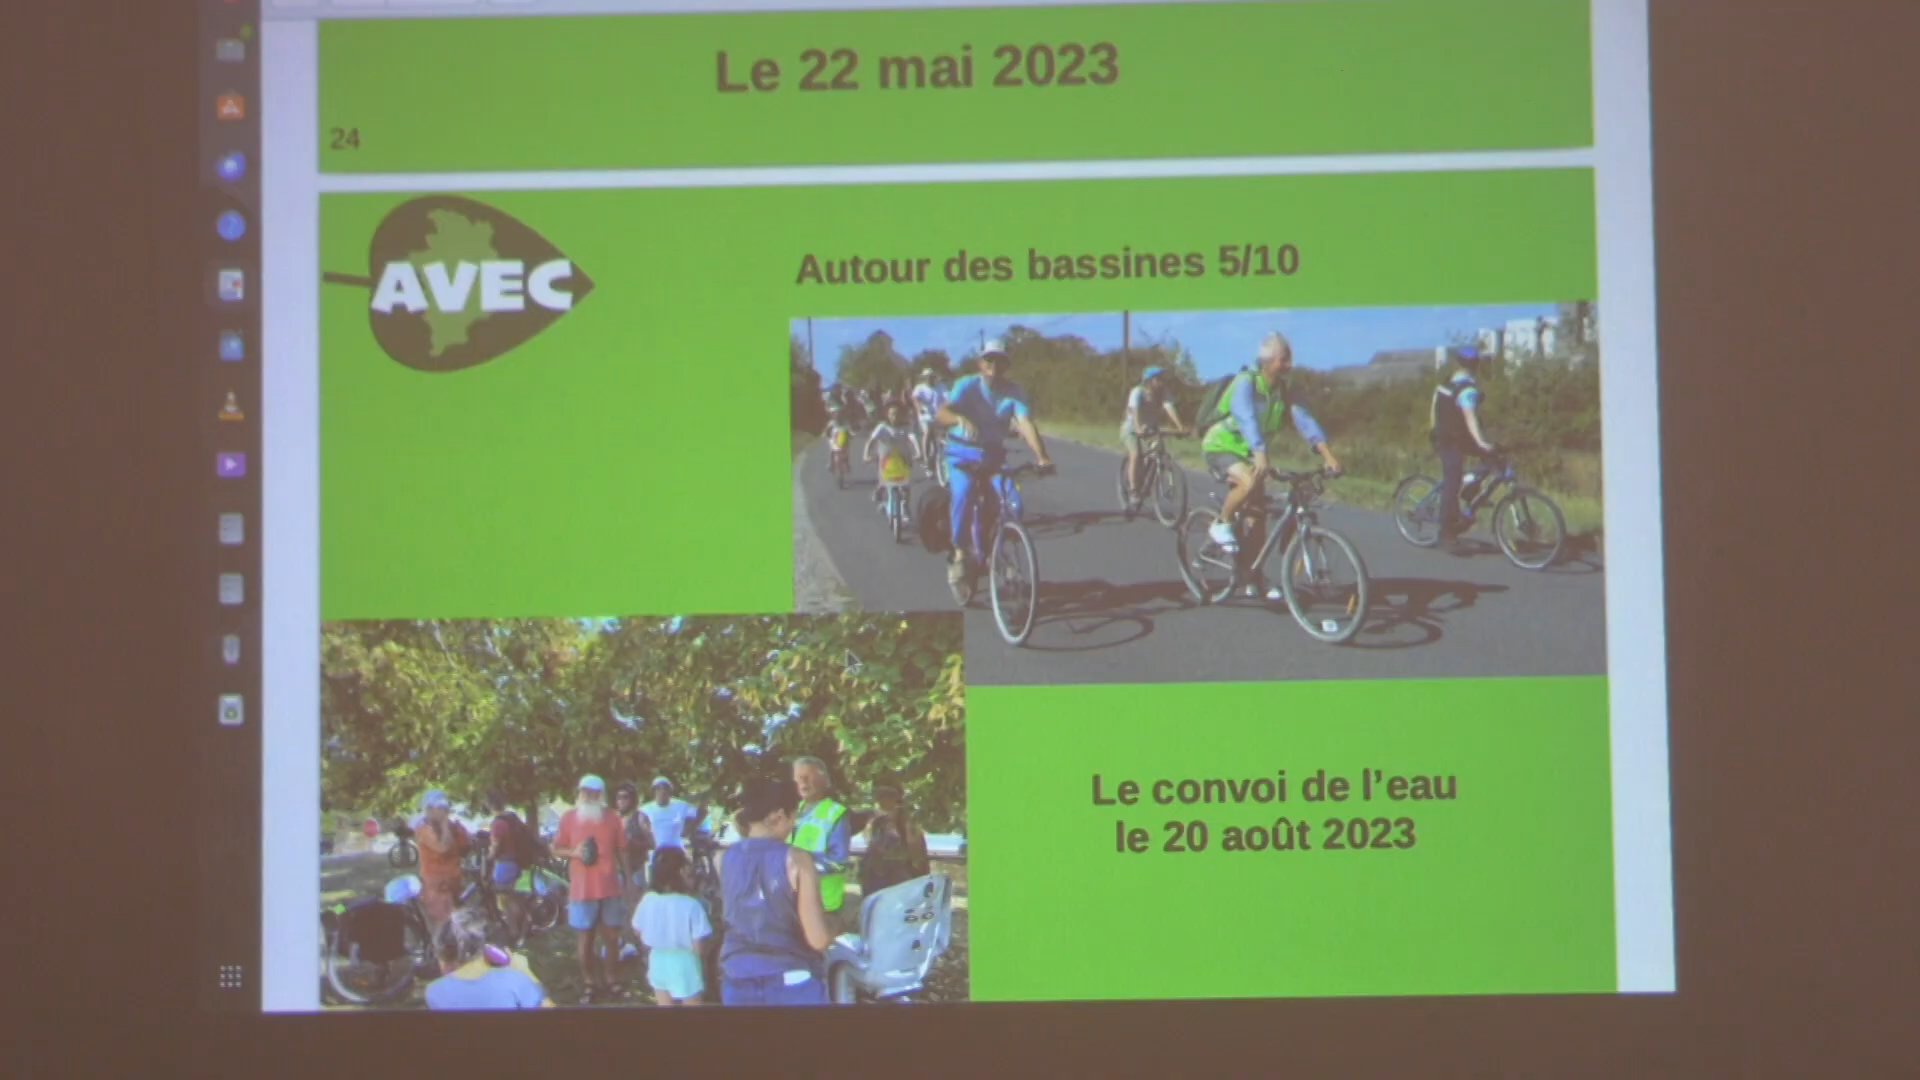 Le 22 mai 2023
24
AVEC
Autour des bassines 5/10
Le convoi de l’eau
le 20 août 2023